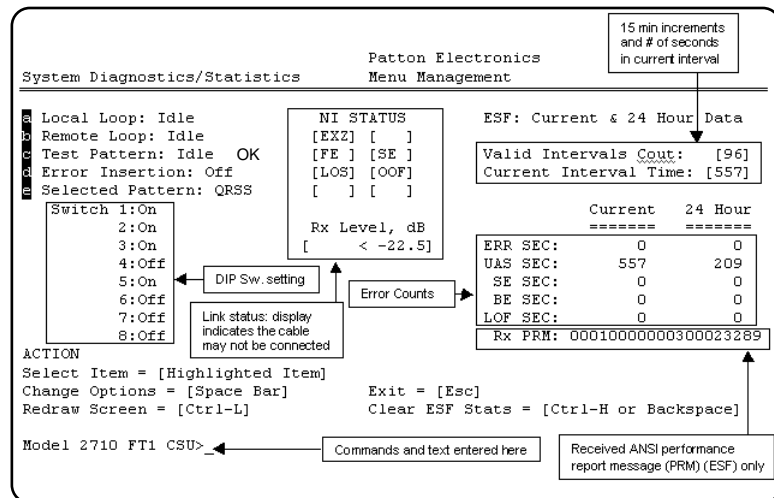 15 min increments
and # of seconds
in current interval
Patton Electronics
System Diagnostics/Statistics Menu Management
a Local Loop: Idle
b Remote Loop: Idle
c Test Pattern: Idle OK
d Error Insertion: Off
e Selected Pattern: QRSS
Switch 1:On
2:On
3:On
4:Off
5:On
6:Off
7:Off
8:Off
DIP Sw. setting
NI STATUS
[EXZ] [ ]
[FE ] [SE ]
[LOS] [OOF]
[ ] [ ]
Rx Level, dB
[ < -22.5]
Link status: display
indicates the cable
may not be connected
ESF: Current & 24 Hour Data
Valid Intervals Cout: [96]
Current Interval Time: [557]
Current 24 Hour
======= =======
ERR SEC: 0 0
UAS SEC: 557 209
SE SEC: 0 0
BE SEC: 0 0
LOF SEC: 0 0
Rx PRM: 00010000000300023289
Error Counts
ACTION
Select Item = [Highlighted Item]
Change Options = [Space Bar] Exit = [Esc]
Redraw Screen = [Ctrl-L] Clear ESF Stats = [Ctrl-H or Backspace]
Model 2710 FT1 CSU>_
Commands and text entered here
Received ANSI performance
report message (PRM) (ESF) only